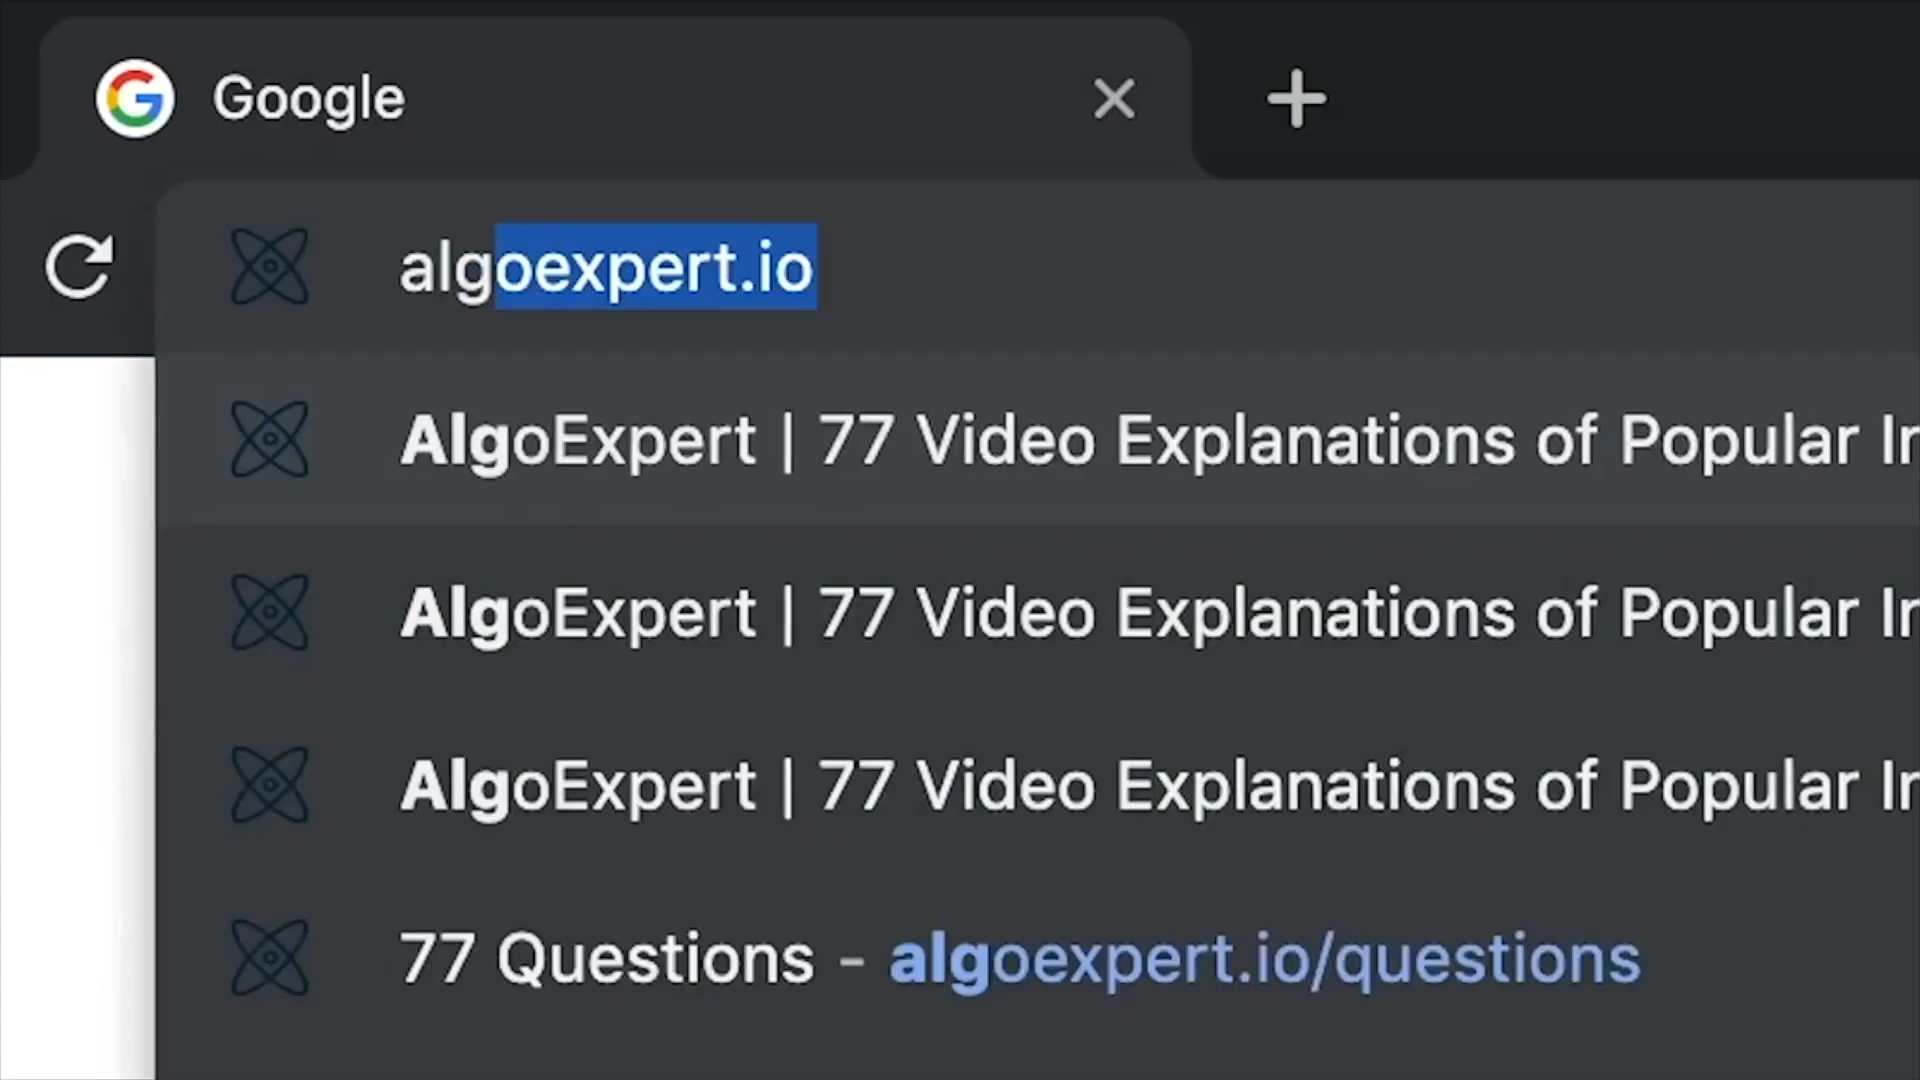 Google
algoexpert.io
AlgoExpert | 77 Video Explanations of Popular
AlgoExpert | 77 Video Explanations of Popular
AlgoExpert | 77 Video Explanations of Popular
77 Questions - algoexpert.io/questions